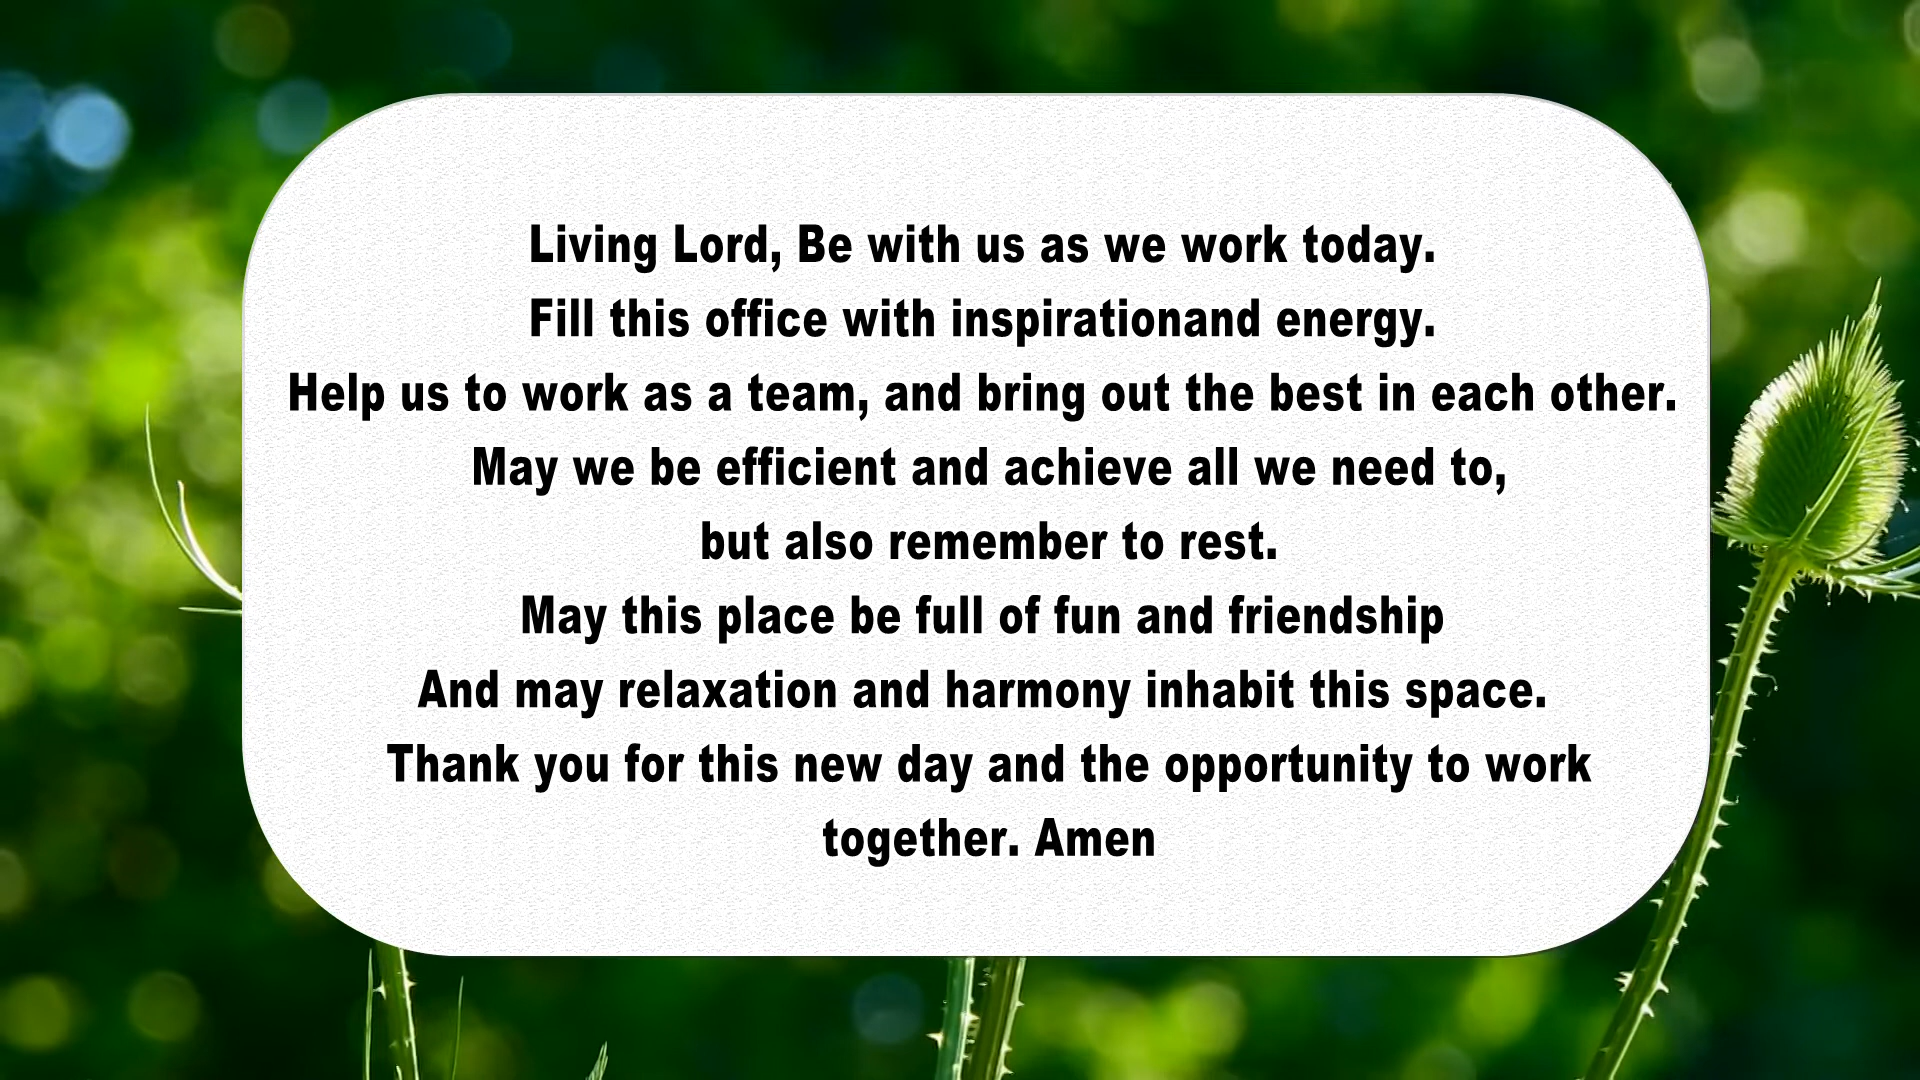 Living Lord, Be with us as we work today.
Fill this office with inspirationand energy.
Help us to work as a team, and bring out the best in each other.
May we be efficient and achieve all we need to,
but also remember to rest.
May this place be full of fun and friendship
And may relaxation and harmony inhabit this space.
Thank you for this new day and the opportunity to work
together. Amen